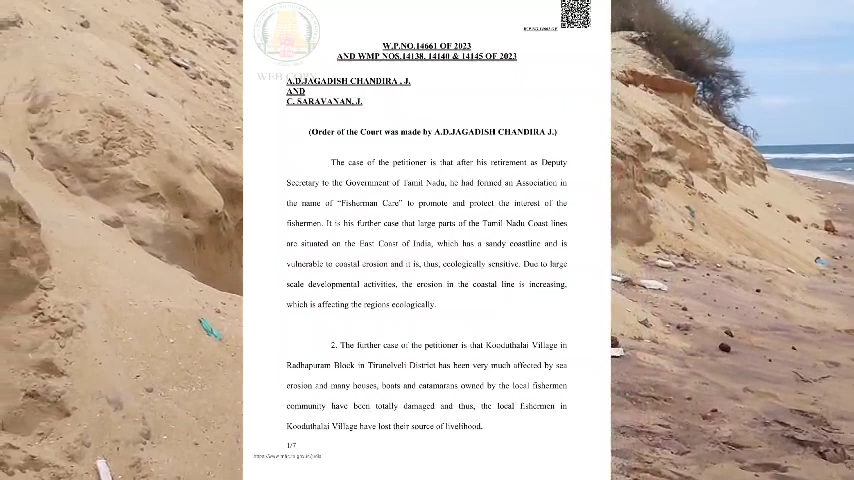 W.P.NO.14661 OF 2023
AND WMP NOS.14138, 14140 & 14145 OF 2023
A.D.JAGADISH CHANDIRA , J.
AND
C. SARAVANAN, J.
(Order of the Court was made by A.D.JAGADISH CHANDIRA J.)
The case of the petitioner is that after his retirement as Deputy
Secretary to the Government of Tamil Nadu, he had formed an Association in
the name of “Fisherman Care” to promote and protect the interest of the
fishermen. It is his further case that large parts of the Tamil Nadu Coast lines
are situated on the East Coast of India, which has a sandy coastline and is
vulnerable to coastal erosion and it is, thus, ecologically sensitive. Due to large
scale developmental activities, the erosion in the coastal line is increasing,
which is affecting the regions ecologically.
2. The further case of the petitioner is that Kooduthalai Village in
Radhapuram Block in Tirunelveli District has been very much affected by sea
erosion and many houses, boats and catamarans owned by the local fishermen
community have been totally damaged and thus, the local fishermen in
Kooduthalai Village have lost their source of livelihood.
1/7